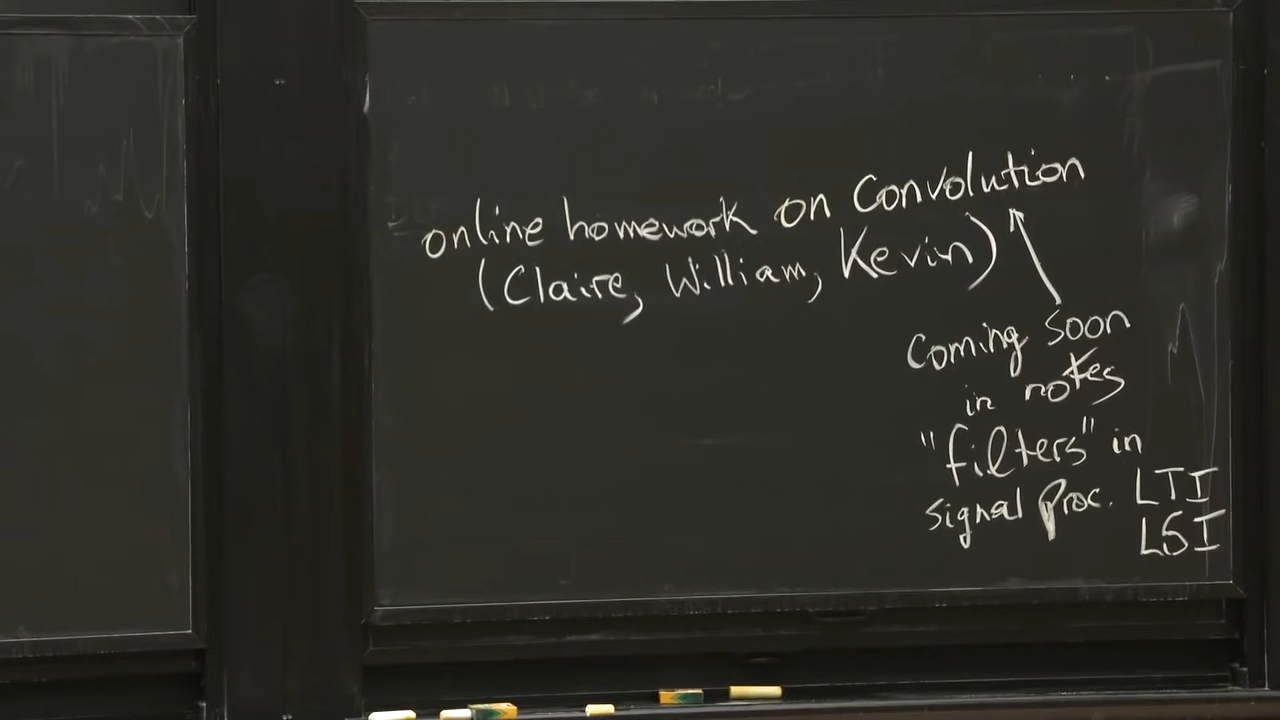 online homework on Convolution
(Claire, William, Kevin)
Coming soon
in notes
"filters" in
signal Proc. LTI
LSI